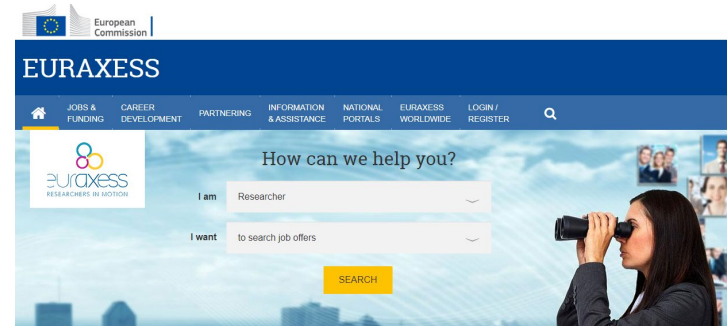 European
Commission
EURAXESS
JOBS &
FUNDING
CAREER
DEVELOPMENT
PARTNERING
INFORMATION
& ASSISTANCE
NATIONAL
PORTALS
EURAXESS
WORLDWIDE
LOGIN /
REGISTER
euraxess
RESEARCHERS IN MOTION
How can we help you?
I am Researcher
I want to search job offers
SEARCH